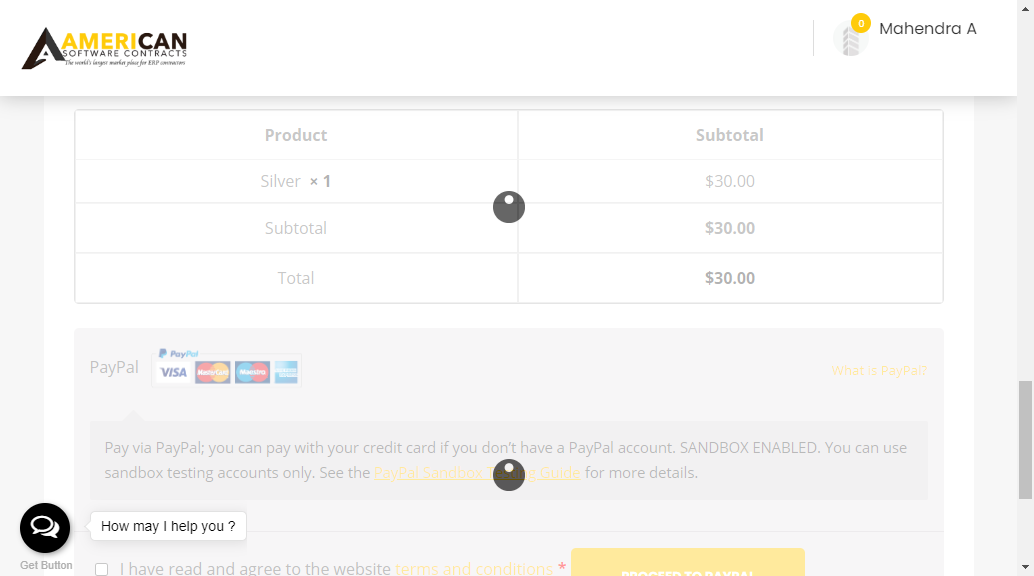 AMERICAN
SOFTWARE CONTRACTS
The world's largest market place for ERP contractors
0
Mahendra A
Product Subtotal
Silver × 1 $30.00
Subtotal $30.00
Total $30.00
PayPal
PayPal
VISA MasterCard Maestro
What is PayPal?
Pay via PayPal; you can pay with your credit card if you don't have a PayPal account. SANDBOX ENABLED. You can use
sandbox testing accounts only. See the PayPal Sandbox Testing Guide for more details.
How may I help you ?
Get Button
I have read and agree to the website terms and conditions *
PROCEED TO PAYPAL